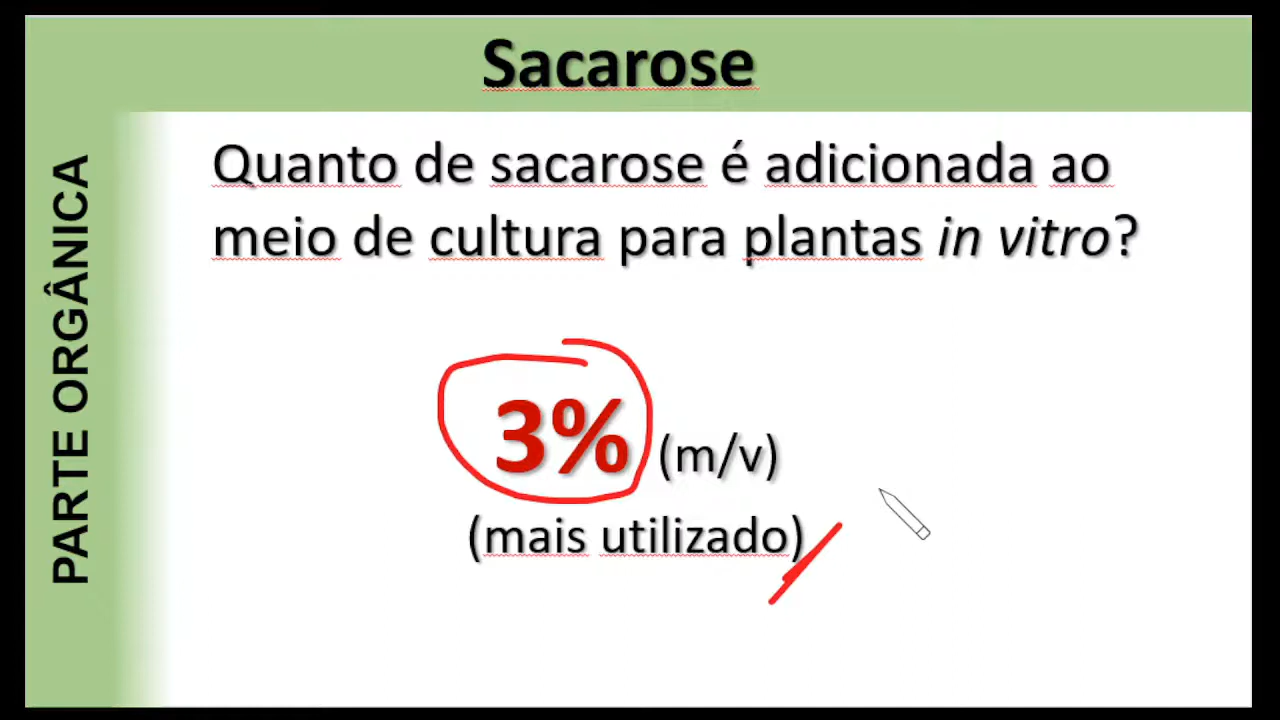 Sacarose
PARTE ORGÂNICA
Quanto de sacarose é adicionada ao
meio de cultura para plantas in vitro?
3% (m/v)
(mais utilizado)